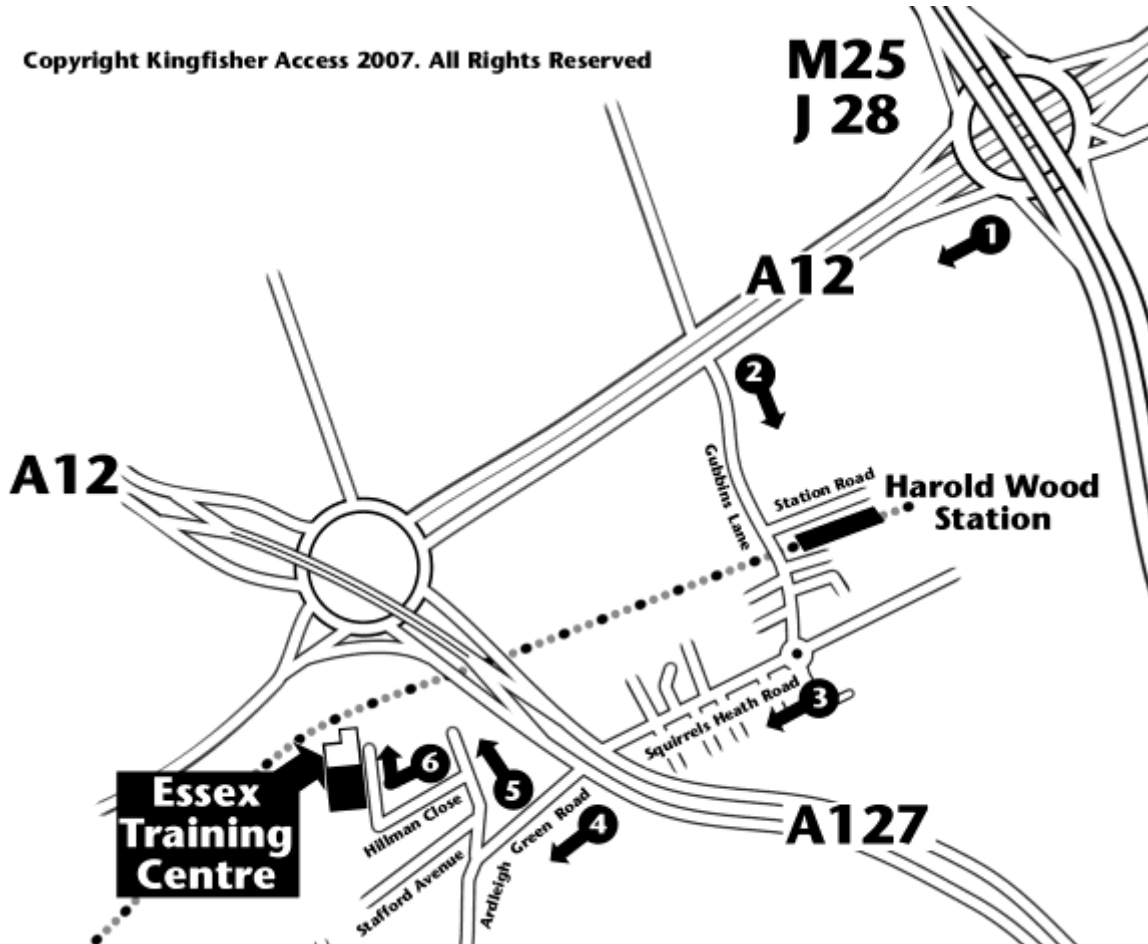 Copyright Kingfisher Access 2007. All Rights Reserved
M25
J 28
1
A12
2
Gubbins Lane
Station Road
Harold Wood
Station
A12
3
Squirrels Heath Road
6
5
4
Essex
Training
Centre
Hillman Close
Stafford Avenue
Ardleigh Green Road
A127